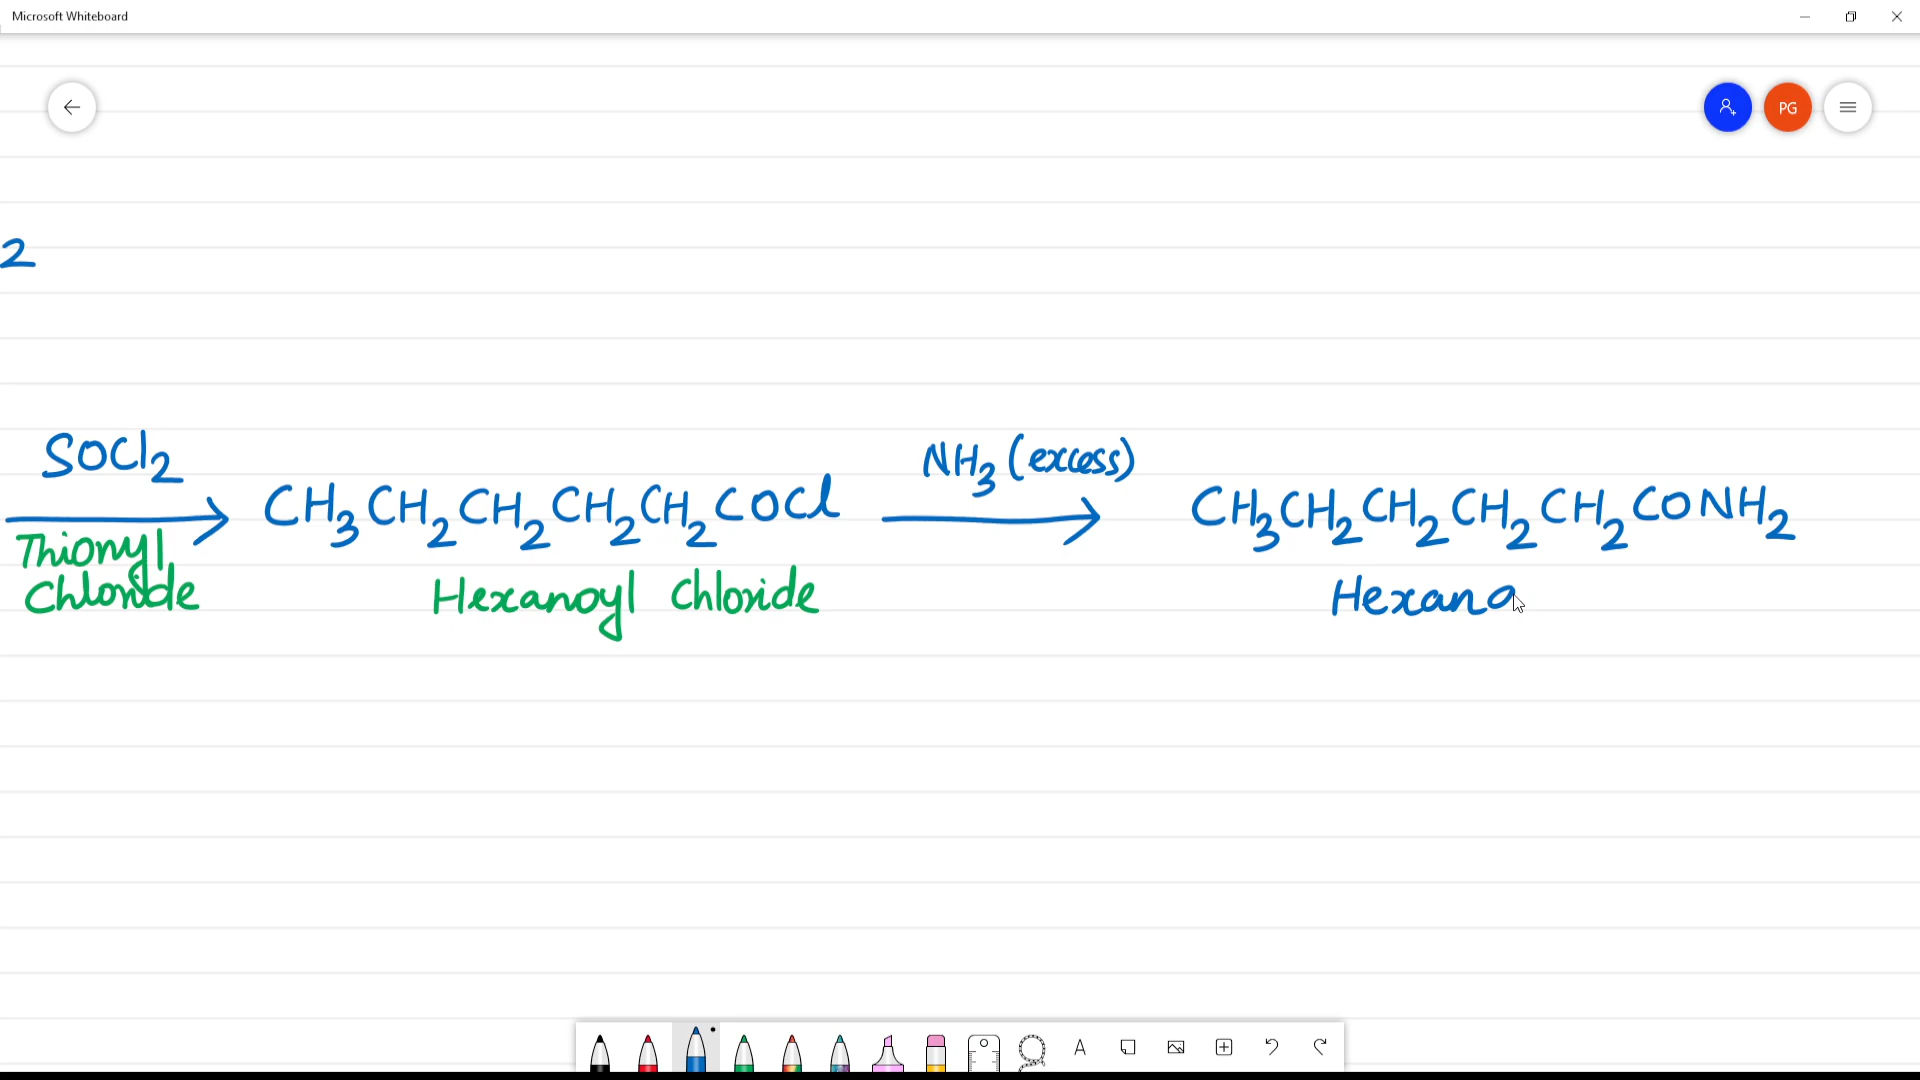 Microsoft Whiteboard
PG
2
SOCl2
NH3 (excess)
CH3CH2CH2CH2CH2COCl
CH3CH2CH2CH2CH2CONH2
Thionyl
Chloride
Hexanoyl Chloride
Hexana